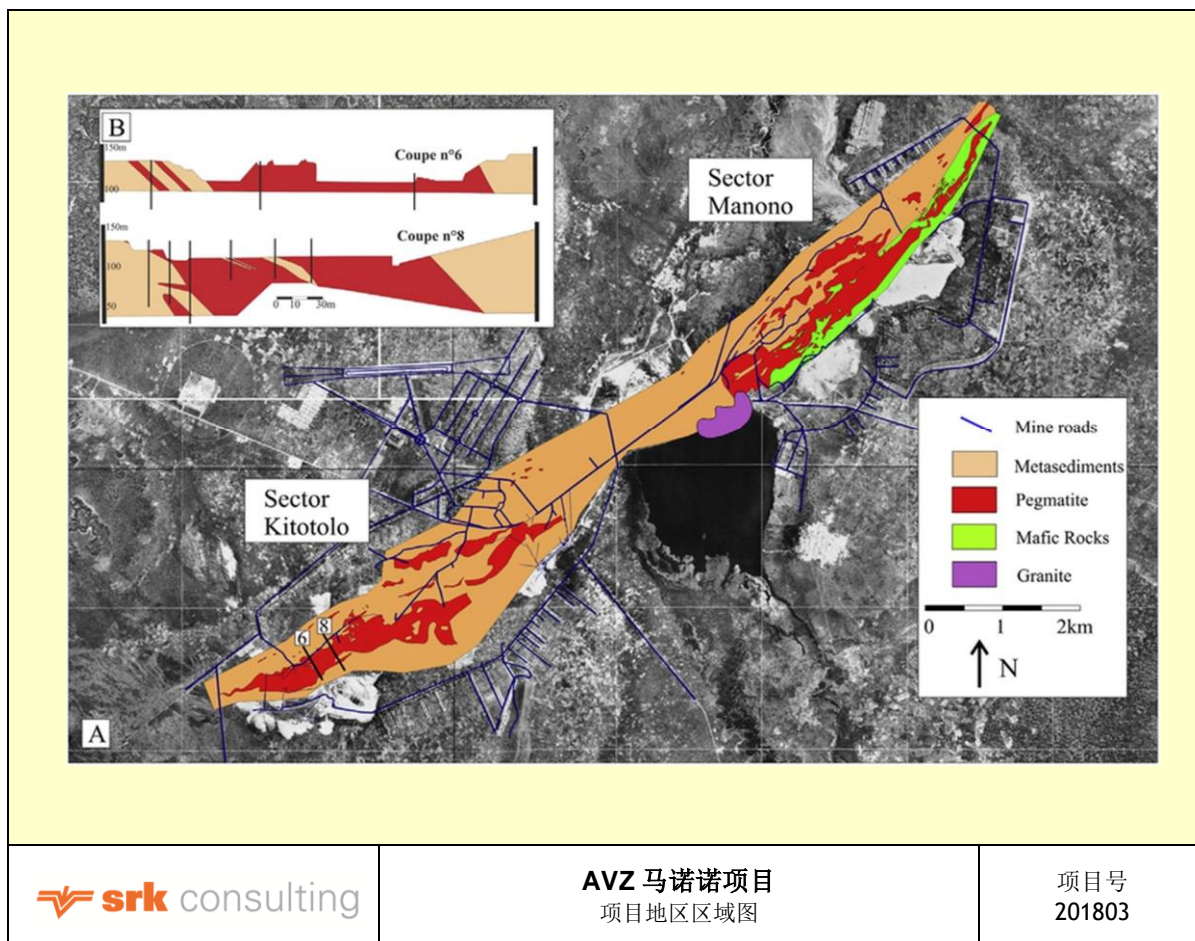 B
150m
Coupe n°6
100
150m
Coupe n°8
100
50
0 10 30m
Sector
Manono
Sector
Kitotolo
6
8
A
Mine roads
Metasediments
Pegmatite
Mafic Rocks
Granite
0 1 2km
N
srk consulting
AVZ 马诺诺项目
项目地区区域图
项目号
201803